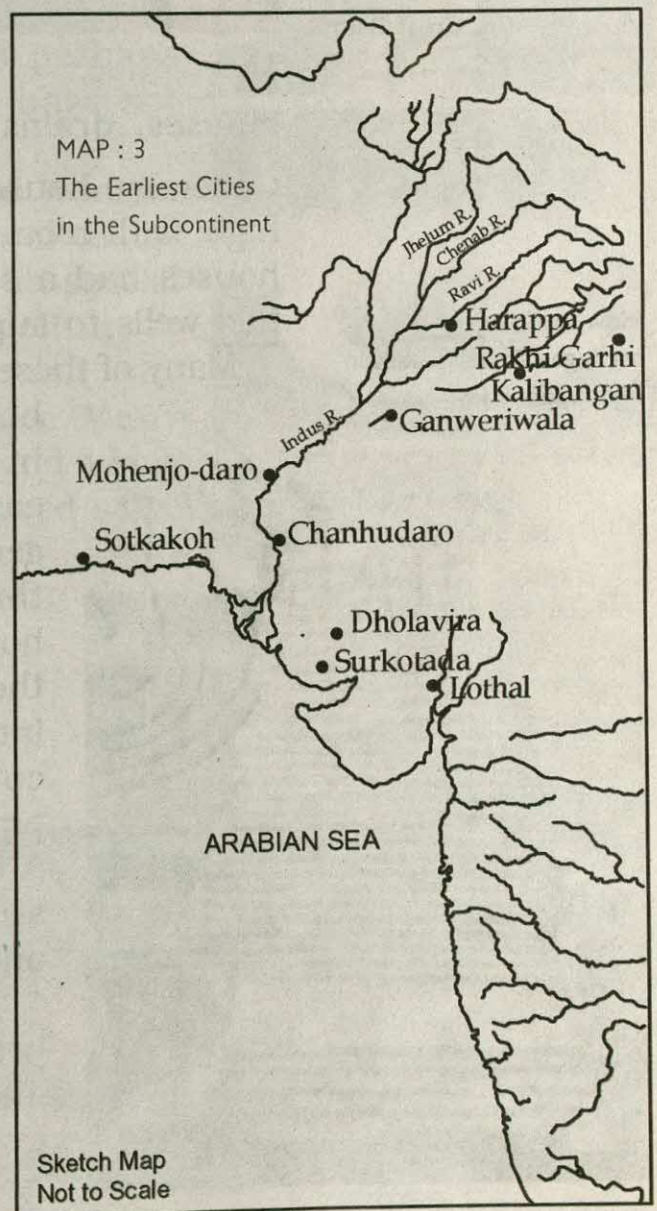 MAP : 3
The Earliest Cities
in the Subcontinent
Jhelum R.
Chenab R.
Ravi R.
Harappa
Rakhi Garhi
Kalibangan
Ganweriwala
Indus R.
Mohenjo-daro
Sotkakoh
Chanhudaro
Dholavira
Surkotada
Lothal
ARABIAN SEA
Sketch Map
Not to Scale